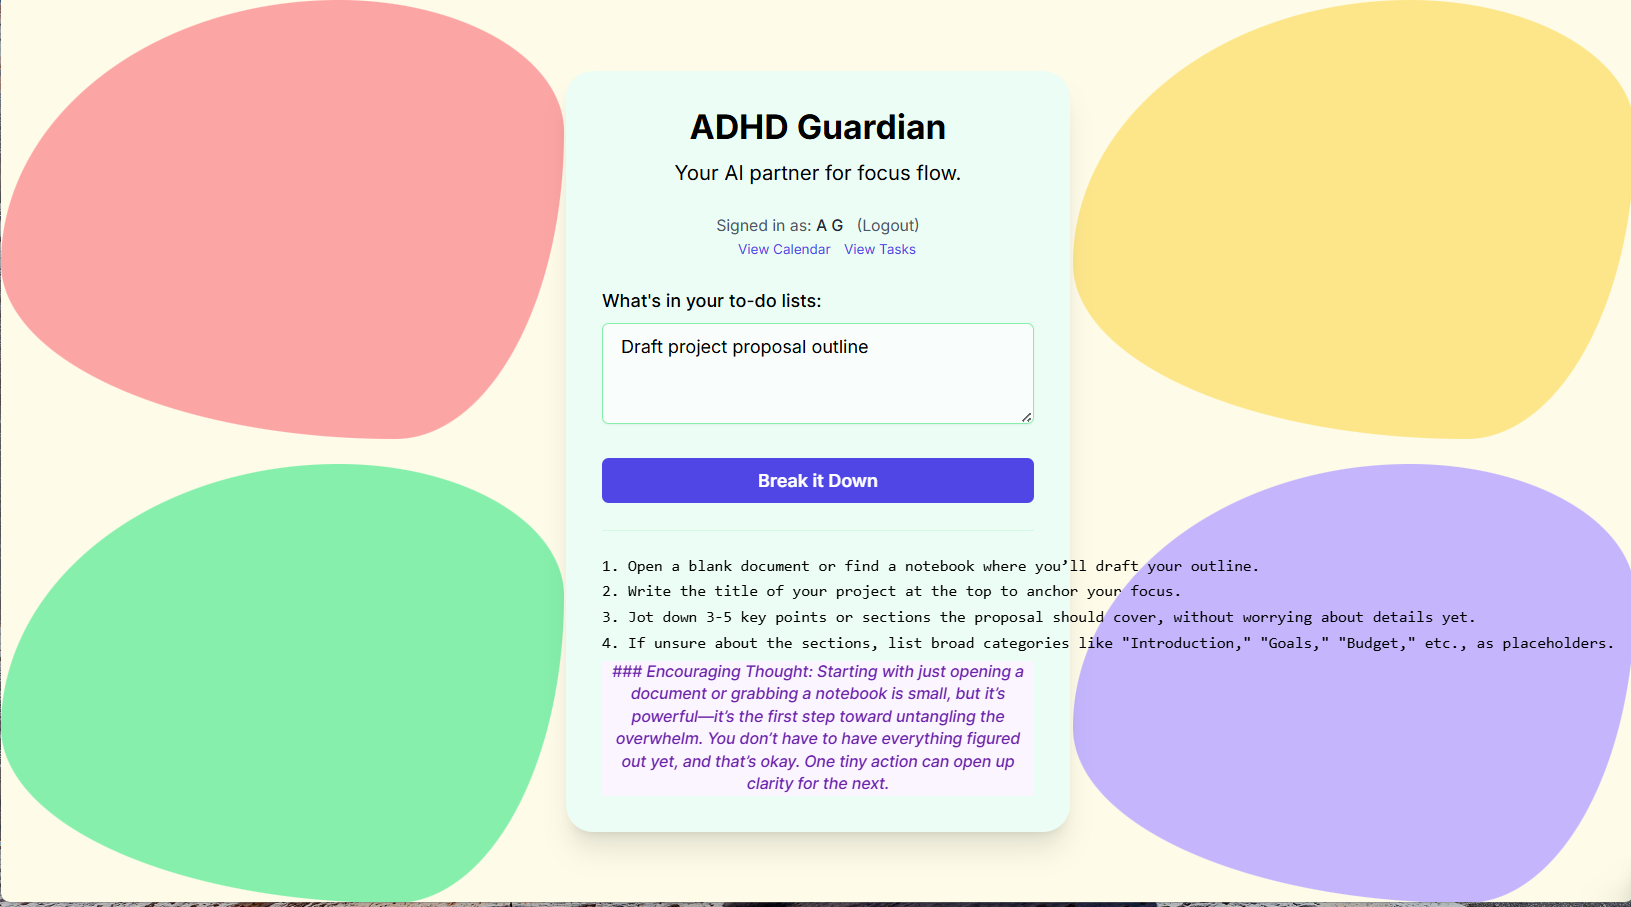 ADHD Guardian
Your AI partner for focus flow.
Signed in as: A G (Logout)
View Calendar View Tasks
What's in your to-do lists:
Draft project proposal outline
Break it Down
1. Open a blank document or find a notebook where you’ll draft your outline.
2. Write the title of your project at the top to anchor your focus.
3. Jot down 3-5 key points or sections the proposal should cover, without worrying about details yet.
4. If unsure about the sections, list broad categories like "Introduction," "Goals," "Budget," etc., as placeholders.
### Encouraging Thought: Starting with just opening a
document or grabbing a notebook is small, but it’s
powerful—it’s the first step toward untangling the
overwhelm. You don’t have to have everything figured
out yet, and that’s okay. One tiny action can open up
clarity for the next.